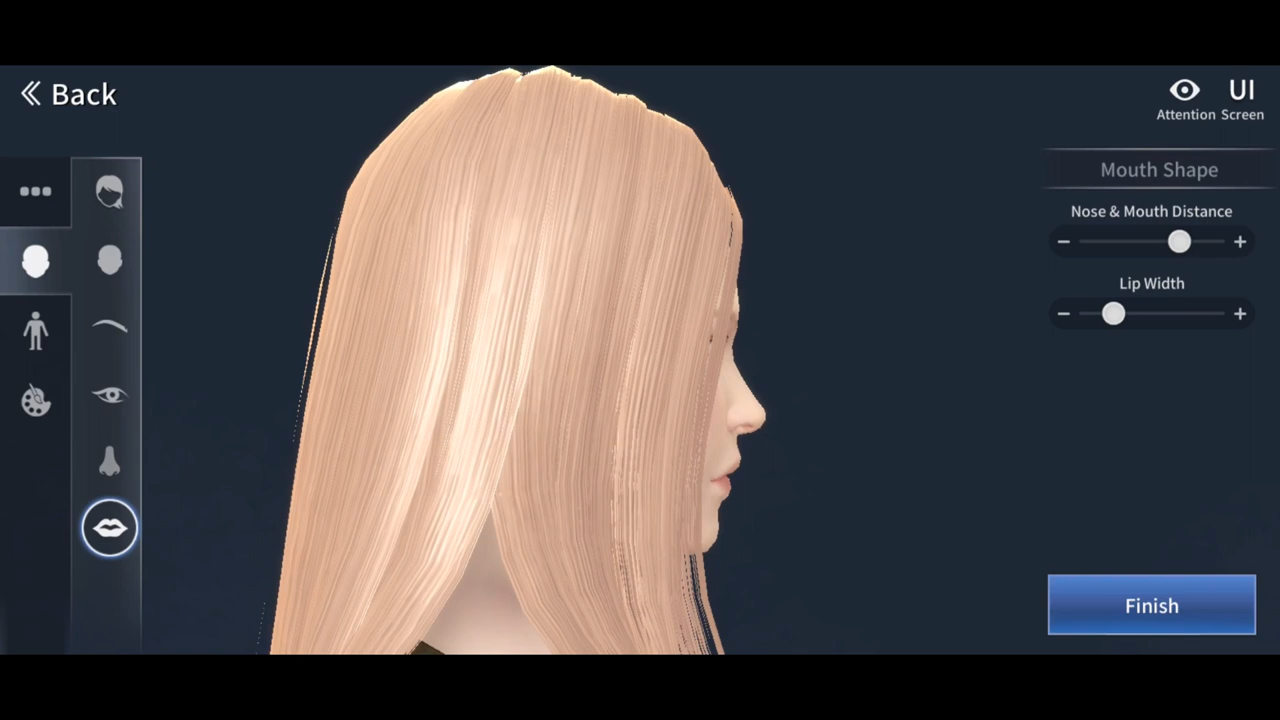 Back
UI
Attention Screen
Mouth Shape
Nose & Mouth Distance
Lip Width
Finish